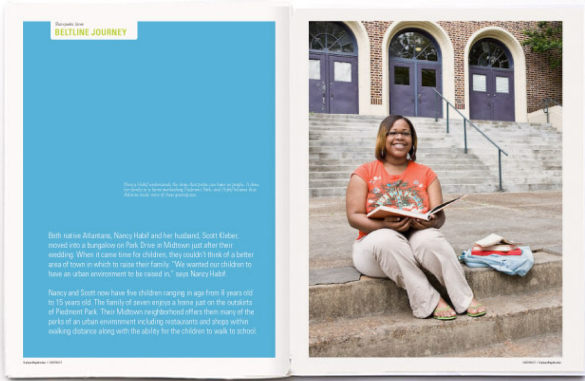 BELTLINE JOURNEY
Both native Atlantans, Nancy Habif and her husband, Scott Kleber,
moved into a bungalow on Park Drive in Midtown just after their
wedding. When it came time for children, they couldn't think of a better
area of town in which to raise their family. "We wanted our children to
have an urban environment to be raised in," says Nancy Habif.
Nancy and Scott now have five children ranging in age from 8 years old
to 15 years old. The family of seven enjoys a home just on the outskirts
of Piedmont Park. Their Midtown neighborhood offers them many of the
perks of an urban environment including restaurants and shops within
walking distance along with the ability for the children to walk to school.